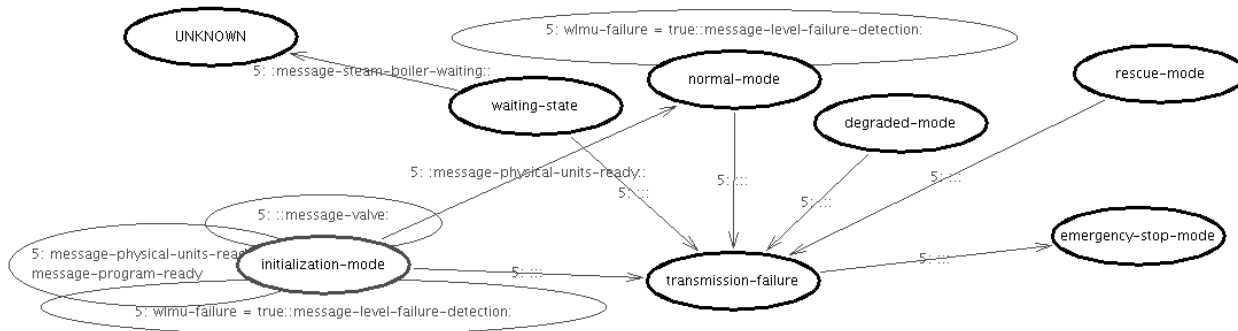 5: wlmu-failure = true::message-level-failure-detection:
UNKNOWN
5: :message-steam-boiler-waiting::
normal-mode
rescue-mode
waiting-state
degraded-mode
5: :message-physical-units-ready::
5: :::
5: :::
5: :::
5: :::
5: ::message-valve:
emergency-stop-mode
5: message-physical-units-read
message-program-ready
initialization-mode
5: :::
5: :::
transmission-failure
5: wlmu-failure = true::message-level-failure-detection: